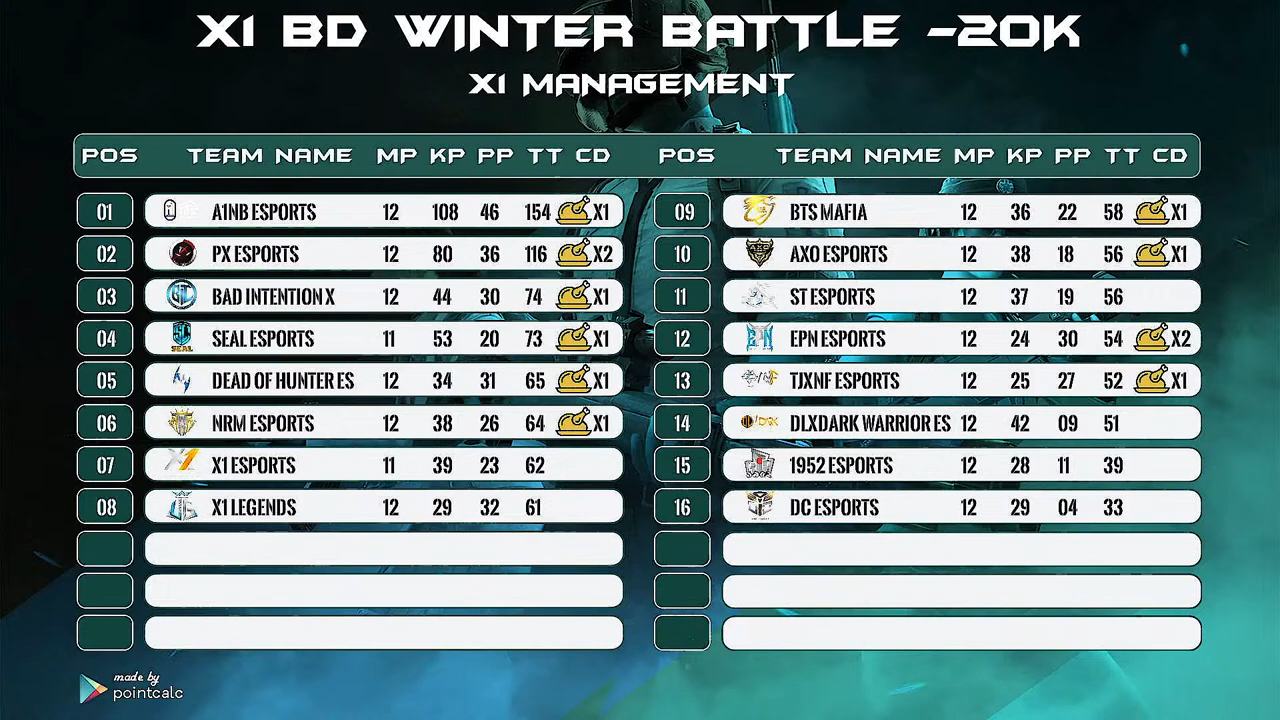 X1 BD WINTER BATTLE -20K
X1 MANAGEMENT
POS TEAM NAME MP KP PP TT CD
01 A1NB ESPORTS 12 108 46 154 X1
02 PX ESPORTS 12 80 36 116 X2
03 BAD INTENTION X 12 44 30 74 X1
04 SEAL ESPORTS 11 53 20 73 X1
05 DEAD OF HUNTER ES 12 34 31 65 X1
06 NRM ESPORTS 12 38 26 64 X1
07 X1 ESPORTS 11 39 23 62
08 X1 LEGENDS 12 29 32 61
POS TEAM NAME MP KP PP TT CD
09 BTS MAFIA 12 36 22 58 X1
10 AXO ESPORTS 12 38 18 56 X1
11 ST ESPORTS 12 37 19 56
12 EPN ESPORTS 12 24 30 54 X2
13 TJXNF ESPORTS 12 25 27 52 X1
14 DLXDARK WARRIOR ES 12 42 09 51
15 1952 ESPORTS 12 28 11 39
16 DC ESPORTS 12 29 04 33
made by
pointcalc